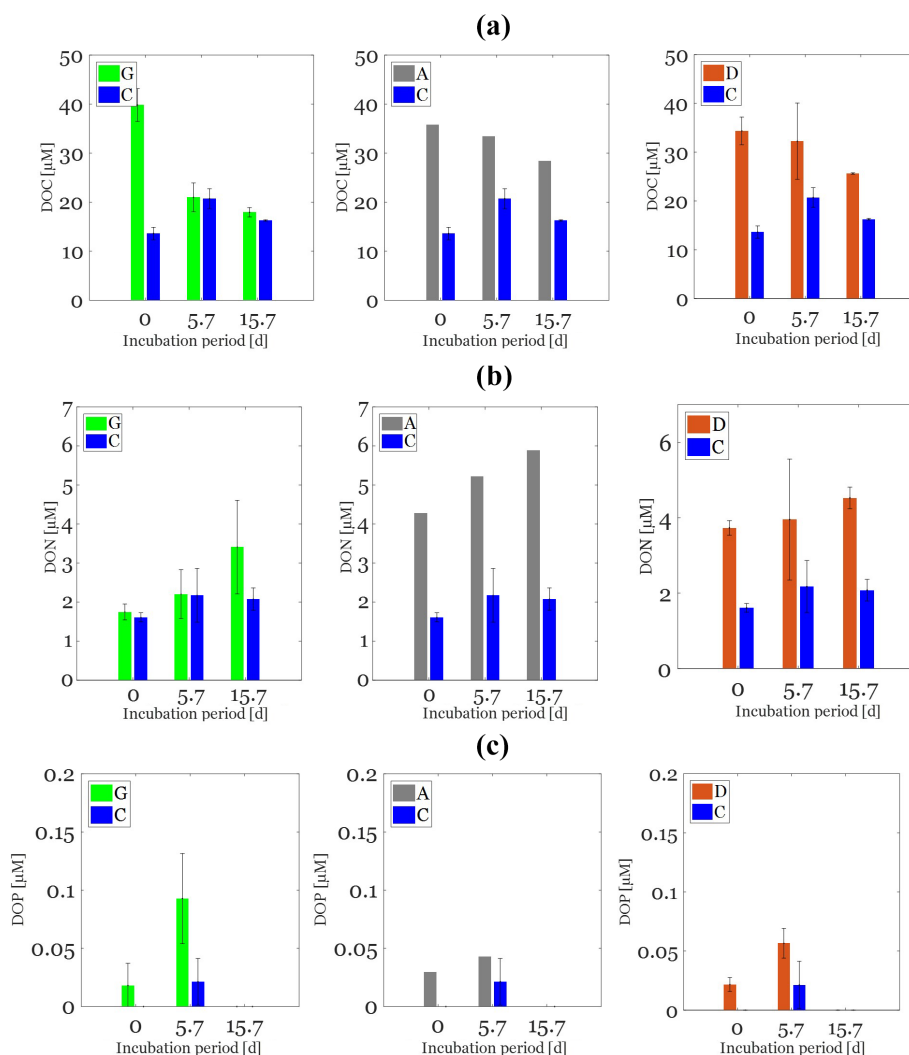 (a)
50
40
30
20
10
0
DOC [µM]
G
C
0 5.7 15.7
Incubation period [d]
50
40
30
20
10
0
DOC [µM]
A
C
0 5.7 15.7
Incubation period [d]
50
40
30
20
10
0
DOC [µM]
D
C
0 5.7 15.7
Incubation period [d]
(b)
7
6
5
4
3
2
1
0
DON [µM]
G
C
0 5.7 15.7
Incubation period [d]
7
6
5
4
3
2
1
0
DON [µM]
A
C
0 5.7 15.7
Incubation period [d]
6
4
2
0
DON [µM]
D
C
0 5.7 15.7
Incubation period [d]
(c)
0.2
0.15
0.1
0.05
0
DOP [µM]
G
C
0 5.7 15.7
Incubation period [d]
0.2
0.15
0.1
0.05
0
DOP [µM]
A
C
0 5.7 15.7
Incubation period [d]
0.2
0.15
0.1
0.05
0
DOP [µM]
D
C
0 5.7 15.7
Incubation period [d]